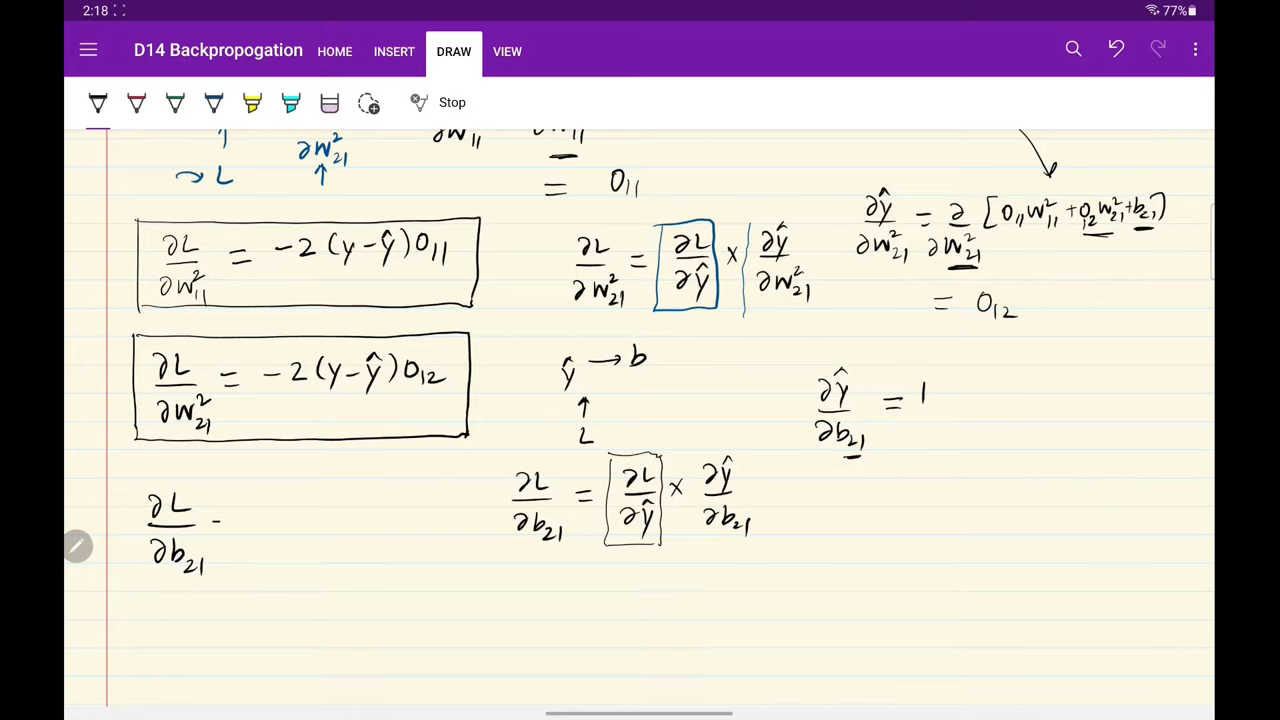 2:18
77%
D14 Backpropogation HOME INSERT DRAW VIEW
Stop
∂w₁₁
→ L ∂w²₂₁
↑
= O₁₁
∂L/∂w²₁₁ = -2 (y-ŷ) O₁₁
∂L/∂w²₂₁ = ∂L/∂ŷ × ∂ŷ/∂w²₂₁
∂ŷ/∂w²₂₁ = ∂/∂w²₂₁ [O₁₁w²₁₁ + O₁₂w²₂₁ + b₂₁)
= O₁₂
∂L/∂w²₂₁ = -2 (y-ŷ) O₁₂
ŷ → b
↑
L
∂ŷ/∂b₂₁ = 1
∂L/∂b₂₁ = ∂L/∂ŷ × ∂ŷ/∂b₂₁
∂L/∂b₂₁ -